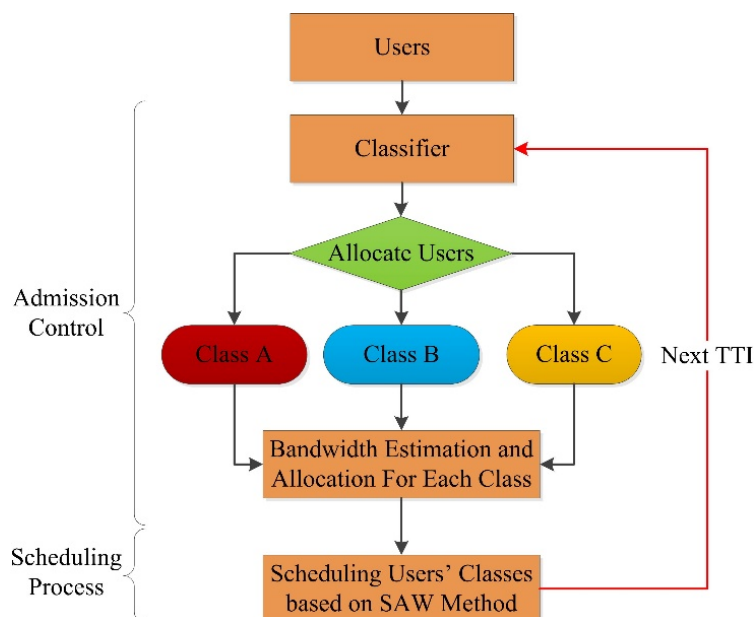 Users
Classifier
Allocate Users
Admission
Control
Class A
Class B
Class C
Next TTI
Bandwidth Estimation and
Allocation For Each Class
Scheduling
Process
Scheduling Users’ Classes
based on SAW Method